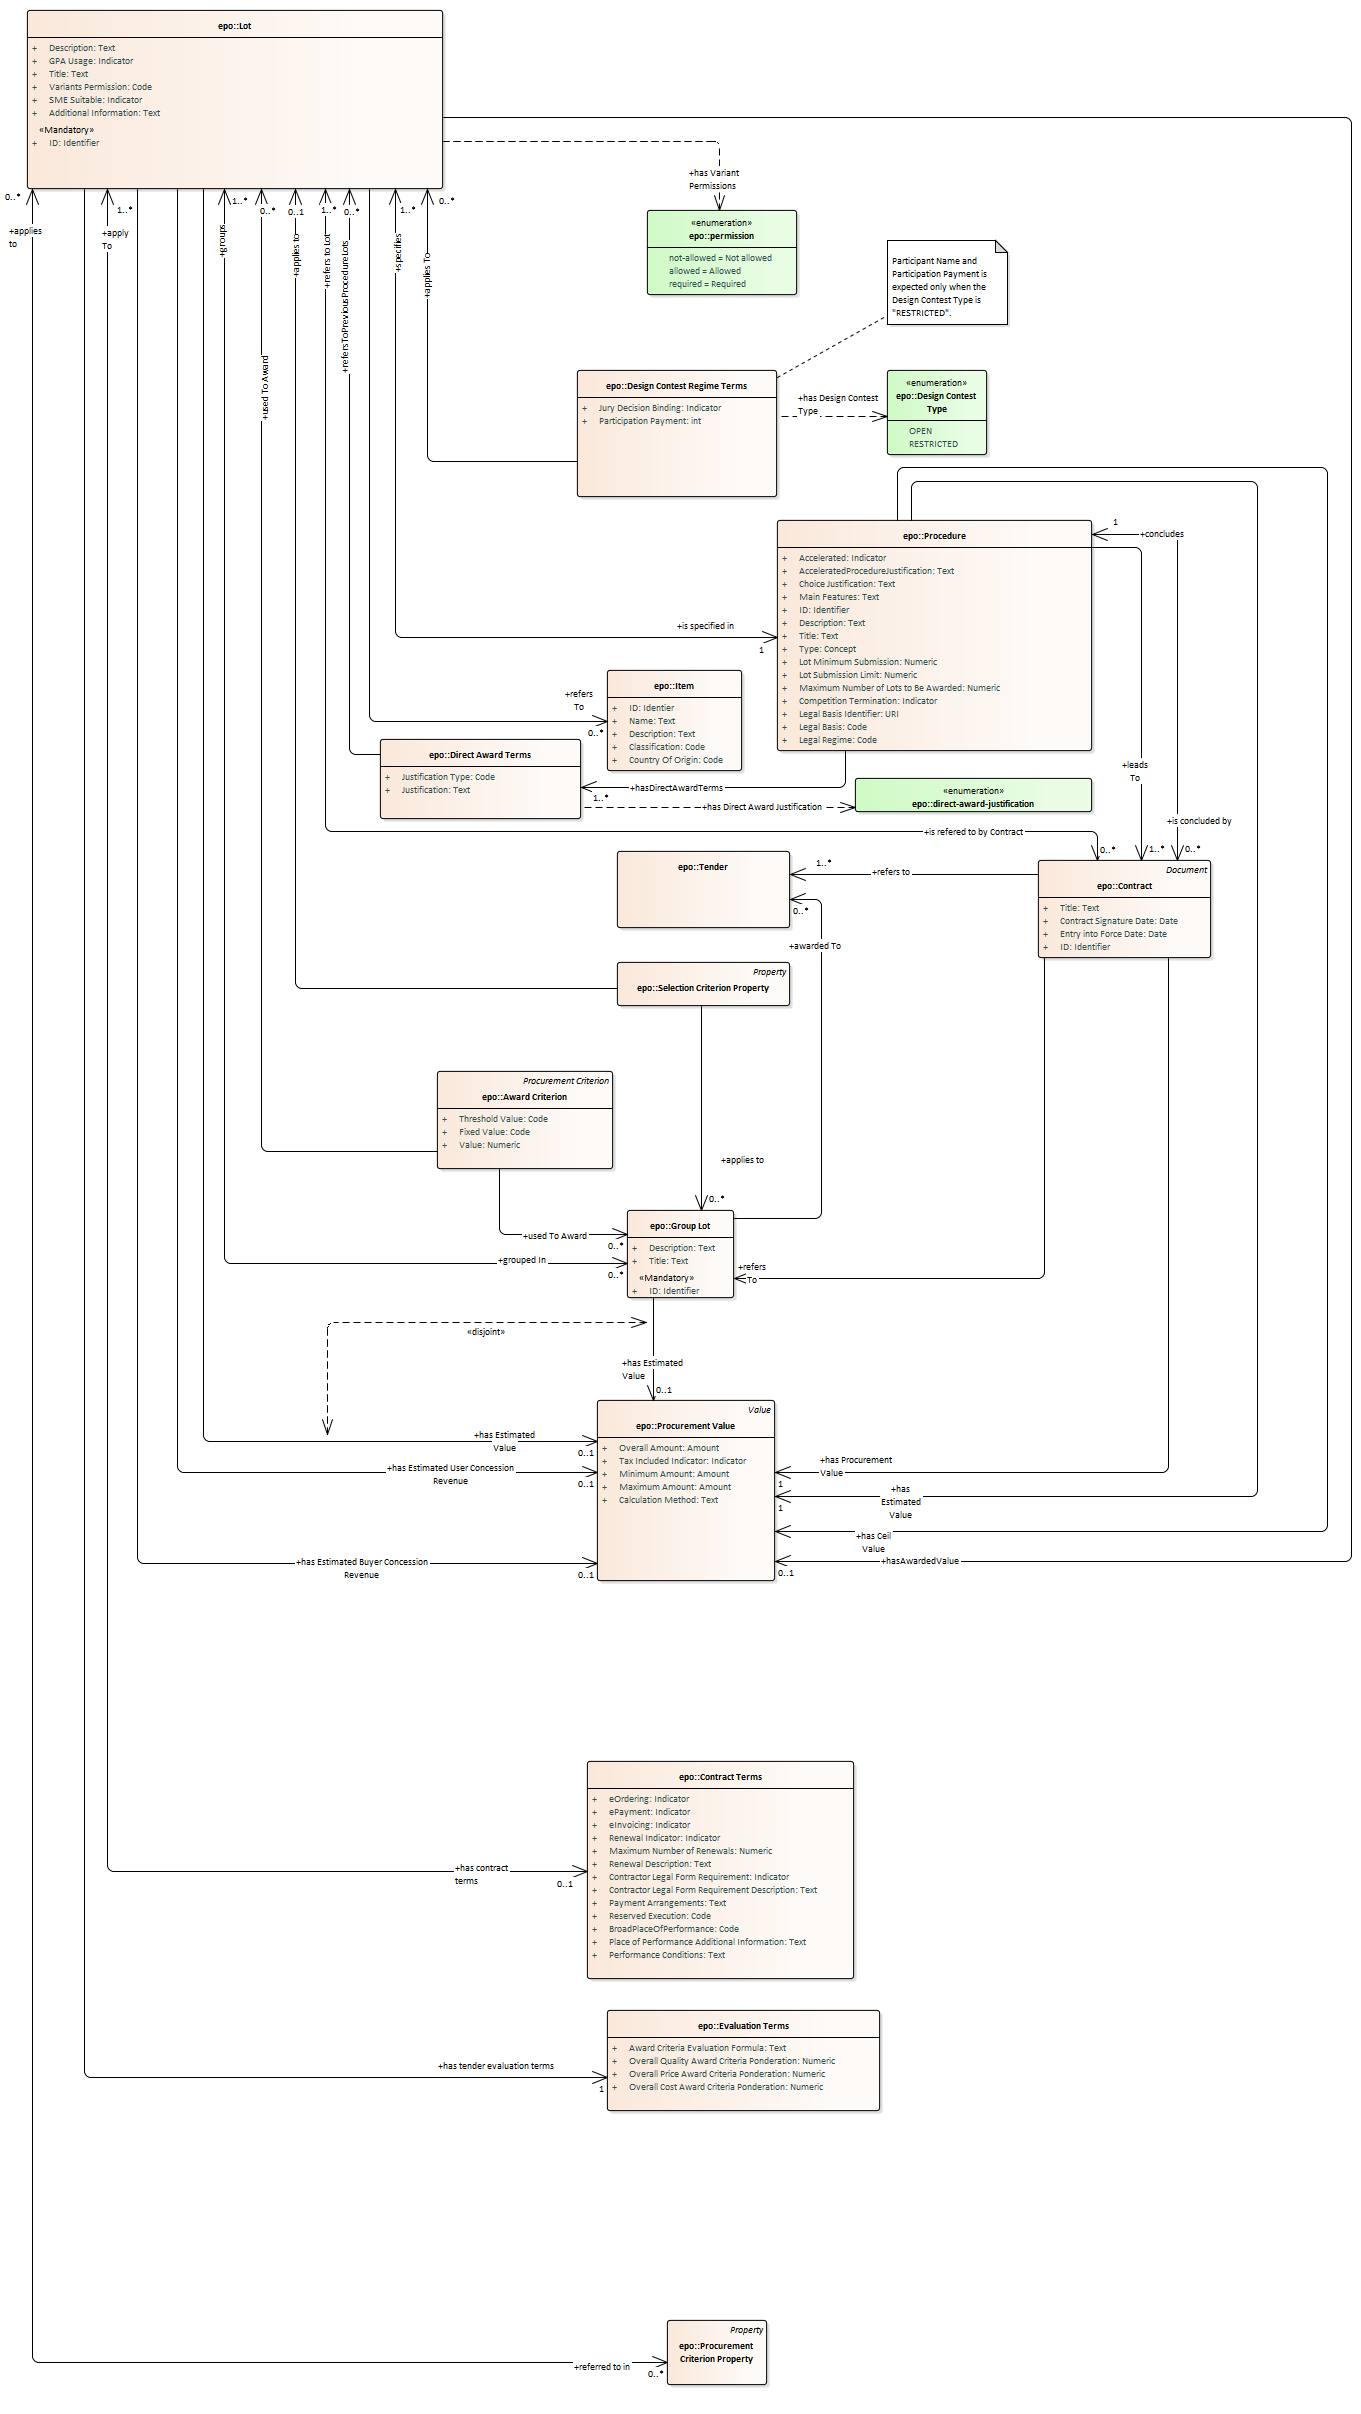 epo::Lot
+ Description: Text
+ GPA Usage: Indicator
+ Title: Text
+ Variants Permission: Code
+ SME Suitable: Indicator
+ Additional Information: Text
«Mandatory»
+ ID: Identifier
+has Variant
Permissions
0..*
+applies
to
1..*
+apply
To
1..*
+groups
0..*
+used To Award
0..1
+applies to
1..*
+refers to Lot
0..*
+refersToPreviousProcedureLots
1..*
+specifies
0..*
+applies To
«enumeration»
epo::permission
not-allowed = Not allowed
allowed = Allowed
required = Required
Participant Name and
Participation Payment is
expected only when the
Design Contest Type is
"RESTRICTED".
epo::Design Contest Regime Terms
+ Jury Decision Binding: Indicator
+ Participation Payment: int
+has Design Contest
Type
«enumeration»
epo::Design Contest
Type
OPEN
RESTRICTED
epo::Procedure
+ Accelerated: Indicator
+ AcceleratedProcedureJustification: Text
+ Choice Justification: Text
+ Main Features: Text
+ ID: Identifier
+ Description: Text
+ Title: Text
+ Type: Concept
+ Lot Minimum Submission: Numeric
+ Lot Submission Limit: Numeric
+ Maximum Number of Lots to Be Awarded: Numeric
+ Competition Termination: Indicator
+ Legal Basis Identifier: URI
+ Legal Basis: Code
+ Legal Regime: Code
1
+concludes
+is specified in
1
+refers
To
0..*
epo::Item
+ ID: Identier
+ Name: Text
+ Description: Text
+ Classification: Code
+ Country Of Origin: Code
epo::Direct Award Terms
+ Justification Type: Code
+ Justification: Text
+hasDirectAwardTerms
1..*
+has Direct Award Justification
«enumeration»
epo::direct-award-justification
+leads
To
+is concluded by
+is refered to by Contract
0..*
1..*
0..*
epo::Tender
1..*
+refers to
0..*
+awarded To
Document
epo::Contract
+ Title: Text
+ Contract Signature Date: Date
+ Entry into Force Date: Date
+ ID: Identifier
Property
epo::Selection Criterion Property
Procurement Criterion
epo::Award Criterion
+ Threshold Value: Code
+ Fixed Value: Code
+ Value: Numeric
+applies to
0..*
+used To Award
0..*
+grouped In
0..*
epo::Group Lot
+ Description: Text
+ Title: Text
«Mandatory»
+ ID: Identifier
+refers
To
«disjoint»
+has Estimated
Value
0..1
Value
epo::Procurement Value
+ Overall Amount: Amount
+ Tax Included Indicator: Indicator
+ Minimum Amount: Amount
+ Maximum Amount: Amount
+ Calculation Method: Text
+has Estimated
Value
0..1
+has Estimated User Concession
Revenue
0..1
+has Estimated Buyer Concession
Revenue
0..1
+has Procurement
Value
1
+has
Estimated
Value
1
+has Ceil
Value
+hasAwardedValue
0..1
epo::Contract Terms
+ eOrdering: Indicator
+ ePayment: Indicator
+ eInvoicing: Indicator
+ Renewal Indicator: Indicator
+ Maximum Number of Renewals: Numeric
+ Renewal Description: Text
+ Contractor Legal Form Requirement: Indicator
+ Contractor Legal Form Requirement Description: Text
+ Payment Arrangements: Text
+ Reserved Execution: Code
+ BroadPlaceOfPerformance: Code
+ Place of Performance Additional Information: Text
+ Performance Conditions: Text
+has contract
terms
0..1
epo::Evaluation Terms
+ Award Criteria Evaluation Formula: Text
+ Overall Quality Award Criteria Ponderation: Numeric
+ Overall Price Award Criteria Ponderation: Numeric
+ Overall Cost Award Criteria Ponderation: Numeric
+has tender evaluation terms
1
Property
epo::Procurement
Criterion Property
+referred to in
0..*